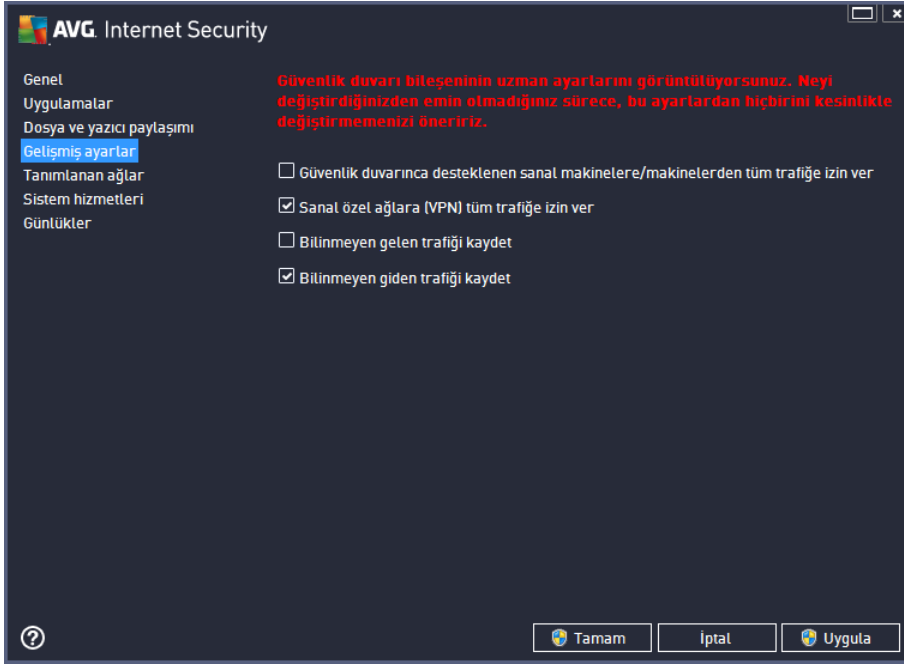 AVG. Internet Security
Genel
Uygulamalar
Dosya ve yazıcı paylaşımı
Gelişmiş ayarlar
Tanımlanan ağlar
Sistem hizmetleri
Günlükler
Güvenlik duvarı bileşeninin uzman ayarlarını görüntülüyorsunuz. Neyi
değiştirdiğinizden emin olmadığınız sürece, bu ayarlardan hiçbirini kesinlikle
değiştirmemenizi öneririz.
Güvenlik duvarınca desteklenen sanal makinelere/makinelerden tüm trafiğe izin ver
Sanal özel ağlara (VPN) tüm trafiğe izin ver
Bilinmeyen gelen trafiği kaydet
Bilinmeyen giden trafiği kaydet
?
Tamam
İptal
Uygula